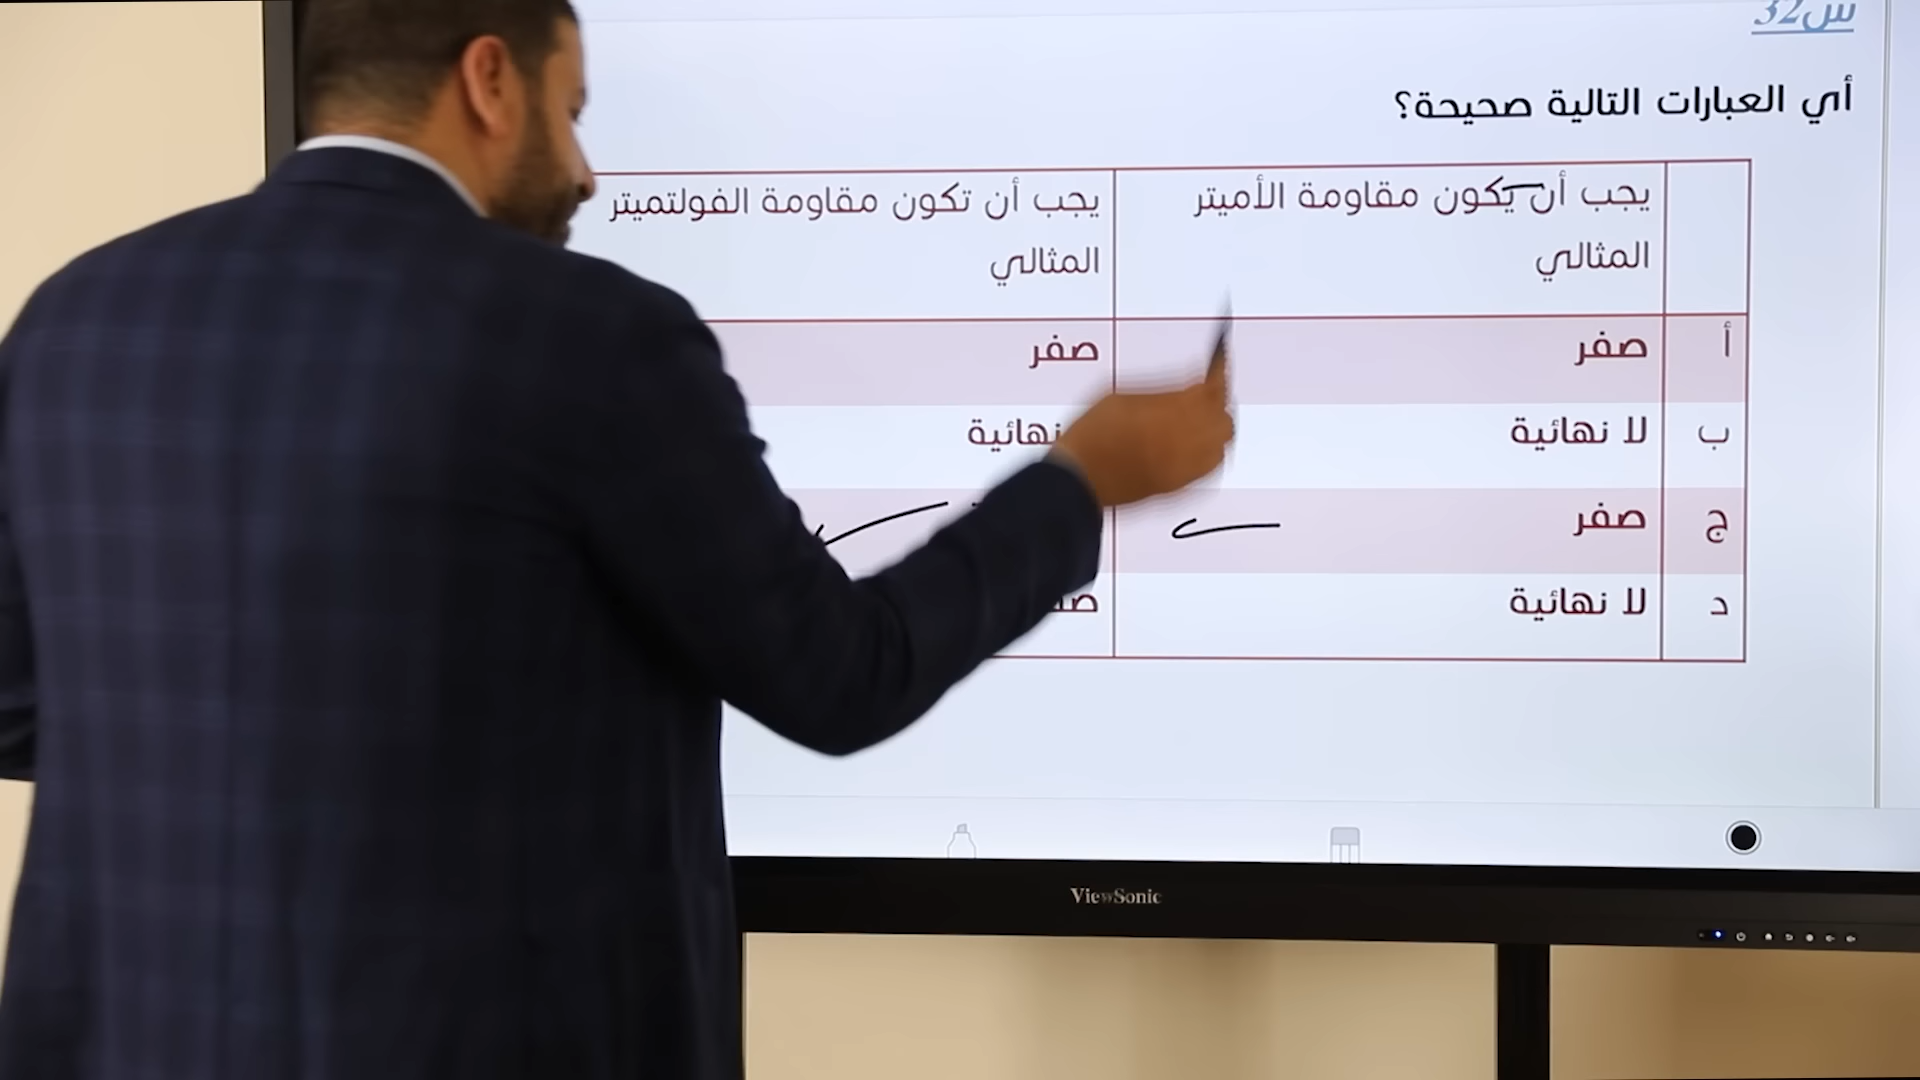 س32
أي العبارات التالية صحيحة؟
يجب أن يكون مقاومة الأميتر المثالي
يجب أن تكون مقاومة الفولتميتر المثالي
أ صفر صفر
ب لا نهائية نهائية
ج صفر
د لا نهائية
ViewSonic